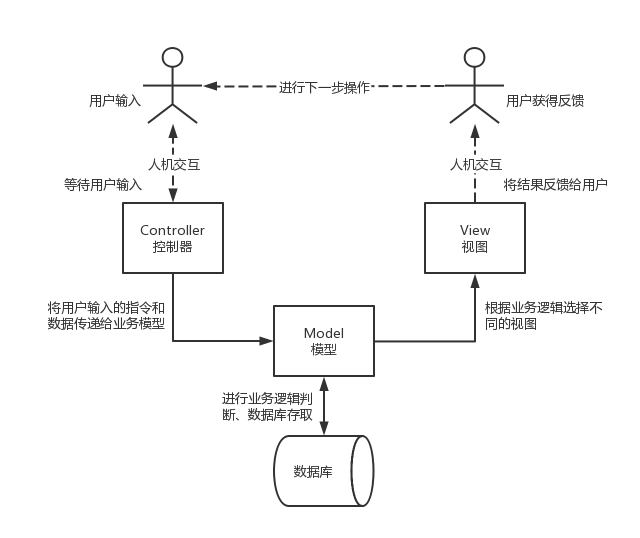 进行下一步操作
用户输入
用户获得反馈
人机交互
人机交互
等待用户输入
将结果反馈给用户
Controller
控制器
View
视图
将用户输入的指令和
数据传递给业务模型
根据业务逻辑选择不
同的视图
Model
模型
进行业务逻辑判
断、数据库存取
数据库